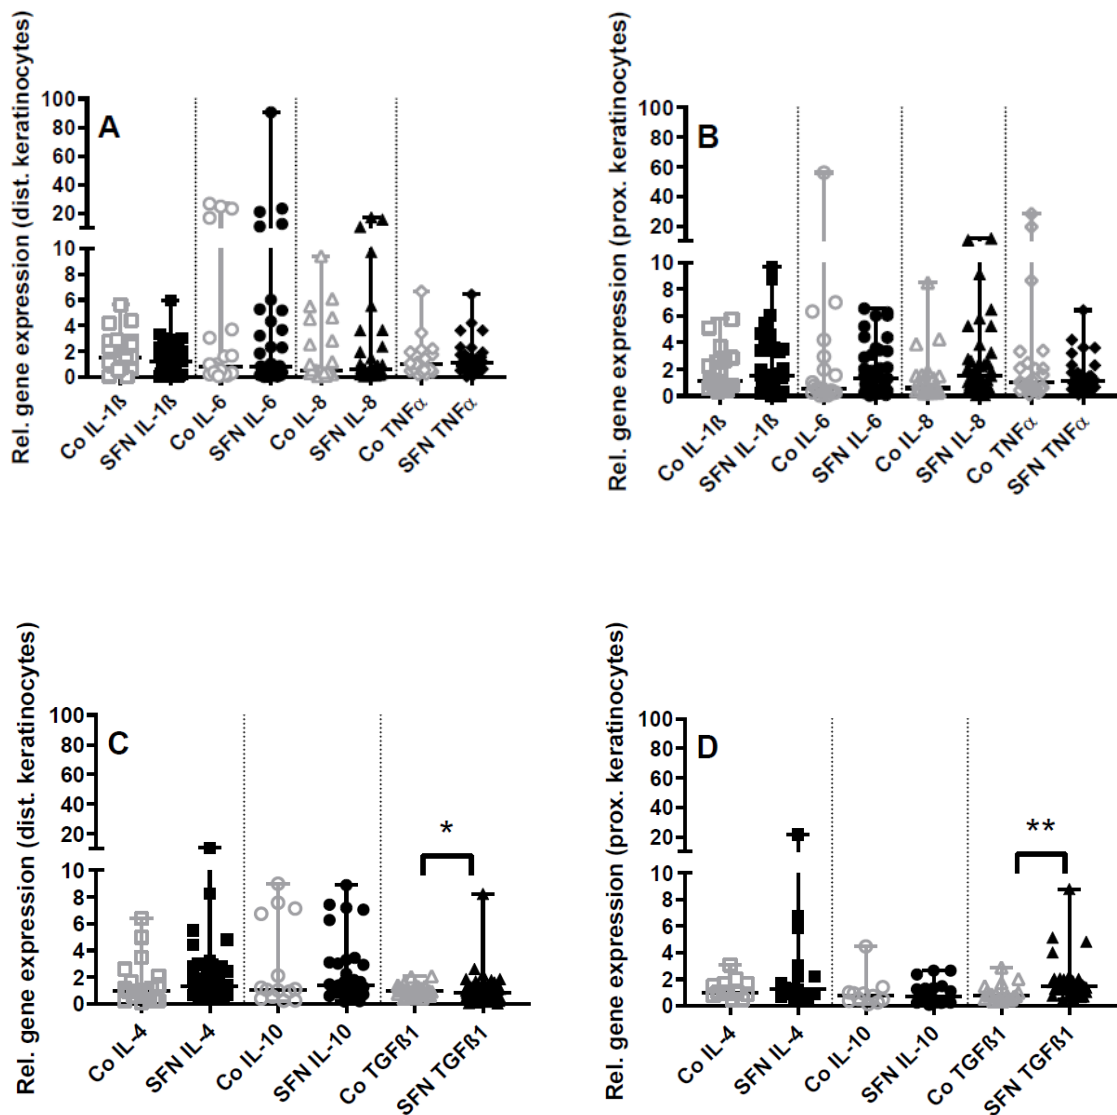 Rel. gene expression (dist. keratinocytes)
A
100
80
60
40
20
10
8
6
4
2
0
Co IL-1ß
SFN IL-1ß
Co IL-6
SFN IL-6
Co IL-8
SFN IL-8
Co TNFα
SFN TNFα
Rel. gene expression (prox. keratinocytes)
B
100
80
60
40
20
10
8
6
4
2
0
Co IL-1ß
SFN IL-1ß
Co IL-6
SFN IL-6
Co IL-8
SFN IL-8
Co TNFα
SFN TNFα
Rel. gene expression (dist. keratinocytes)
C
100
80
60
40
20
10
8
6
4
2
0
*
Co IL-4
SFN IL-4
Co IL-10
SFN IL-10
Co TGFß1
SFN TGFß1
Rel. gene expression (prox. keratinocytes)
D
100
80
60
40
20
10
8
6
4
2
0
**
Co IL-4
SFN IL-4
Co IL-10
SFN IL-10
Co TGFß1
SFN TGFß1